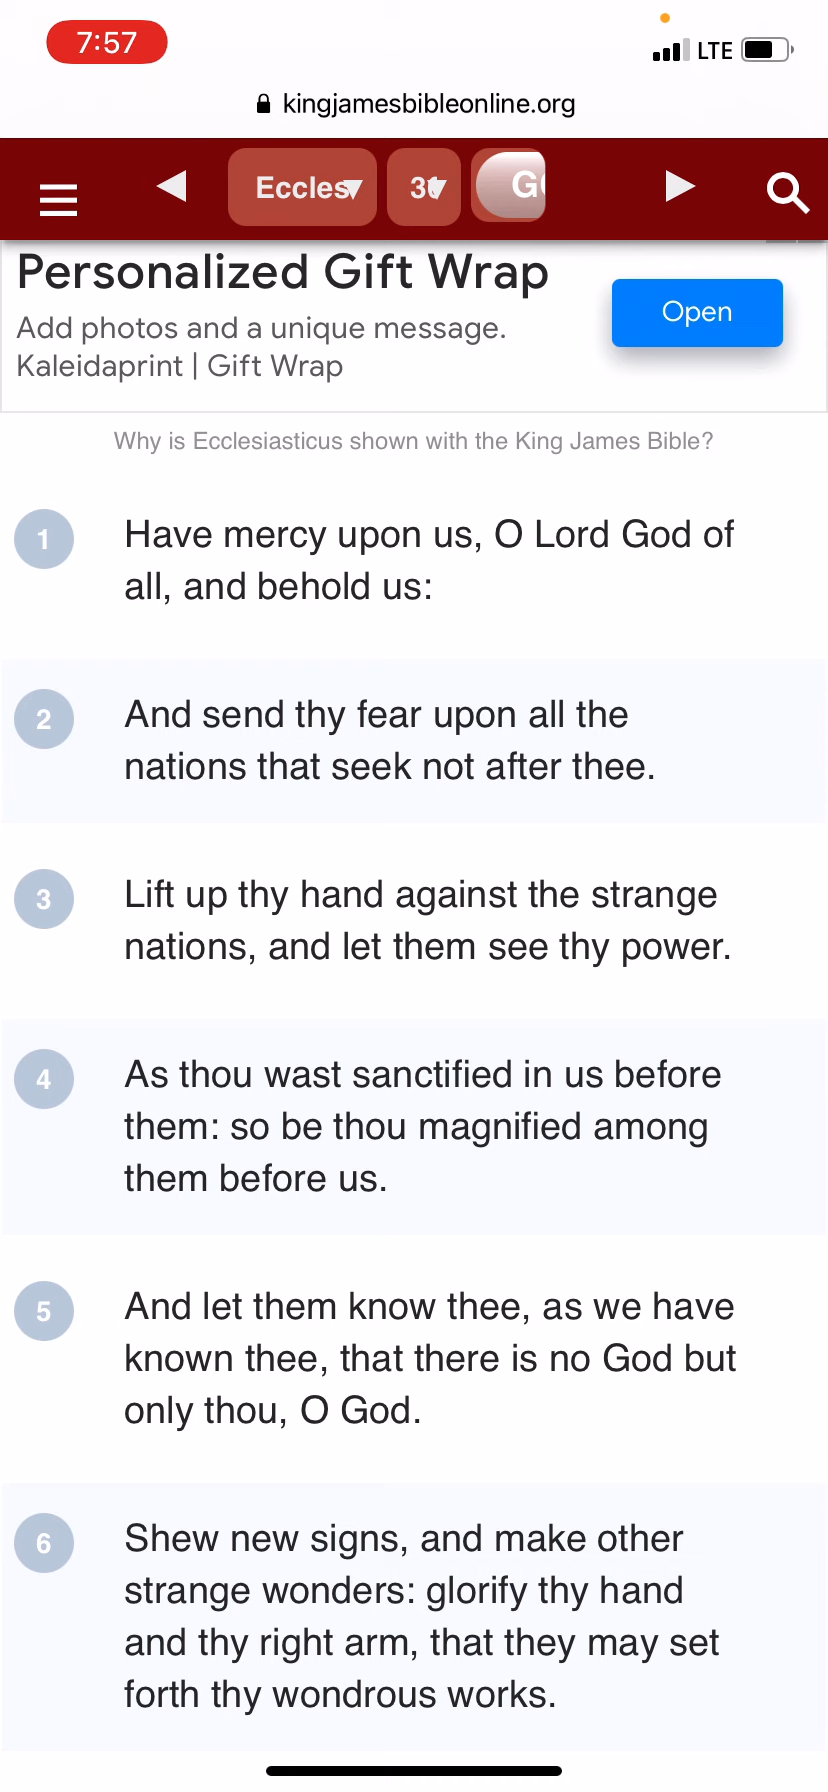 7:57
LTE
kingjamesbibleonline.org
Eccles
Personalized Gift Wrap
Add photos and a unique message.
Kaleidaprint | Gift Wrap
Open
Why is Ecclesiasticus shown with the King James Bible?
1 Have mercy upon us, O Lord God of
all, and behold us:
2 And send thy fear upon all the
nations that seek not after thee.
3 Lift up thy hand against the strange
nations, and let them see thy power.
4 As thou wast sanctified in us before
them: so be thou magnified among
them before us.
5 And let them know thee, as we have
known thee, that there is no God but
only thou, O God.
6 Shew new signs, and make other
strange wonders: glorify thy hand
and thy right arm, that they may set
forth thy wondrous works.